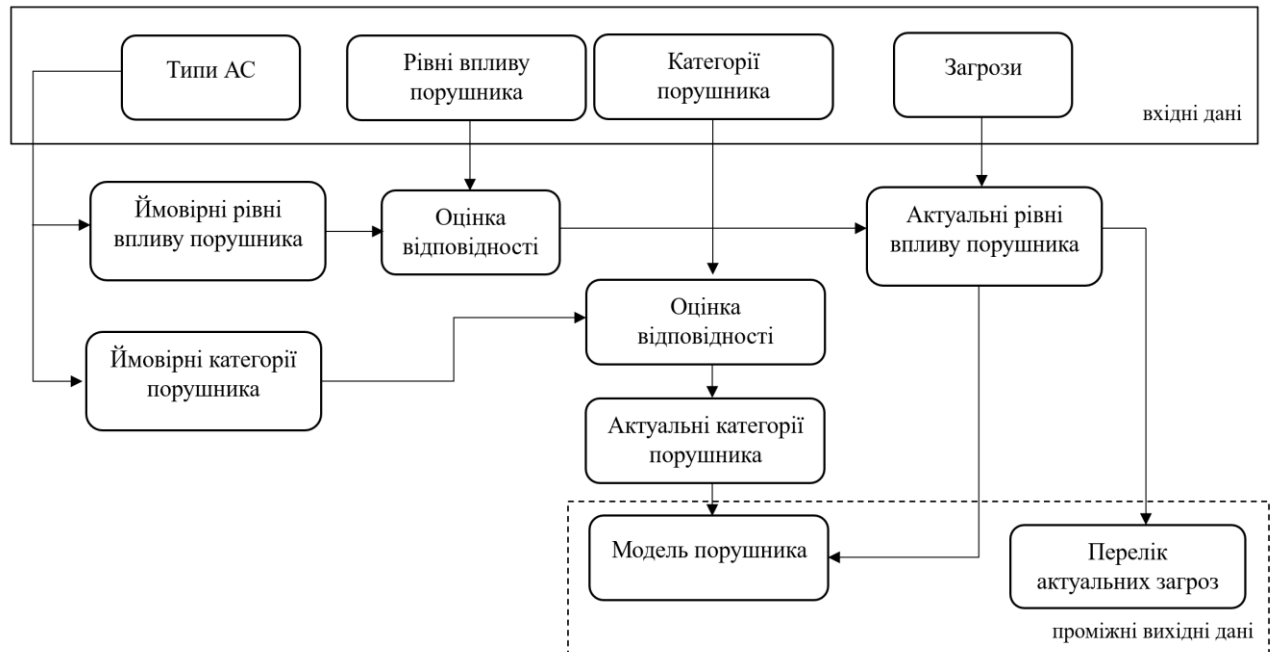 Типи АС
Рівні впливу
порушника
Категорії
порушника
Загрози
вхідні дані
Ймовірні рівні
впливу порушника
Оцінка
відповідності
Актуальні рівні
впливу порушника
Оцінка
відповідності
Ймовірні категорії
порушника
Актуальні категорії
порушника
Модель порушника
Перелік
актуальних загроз
проміжні вихідні дані